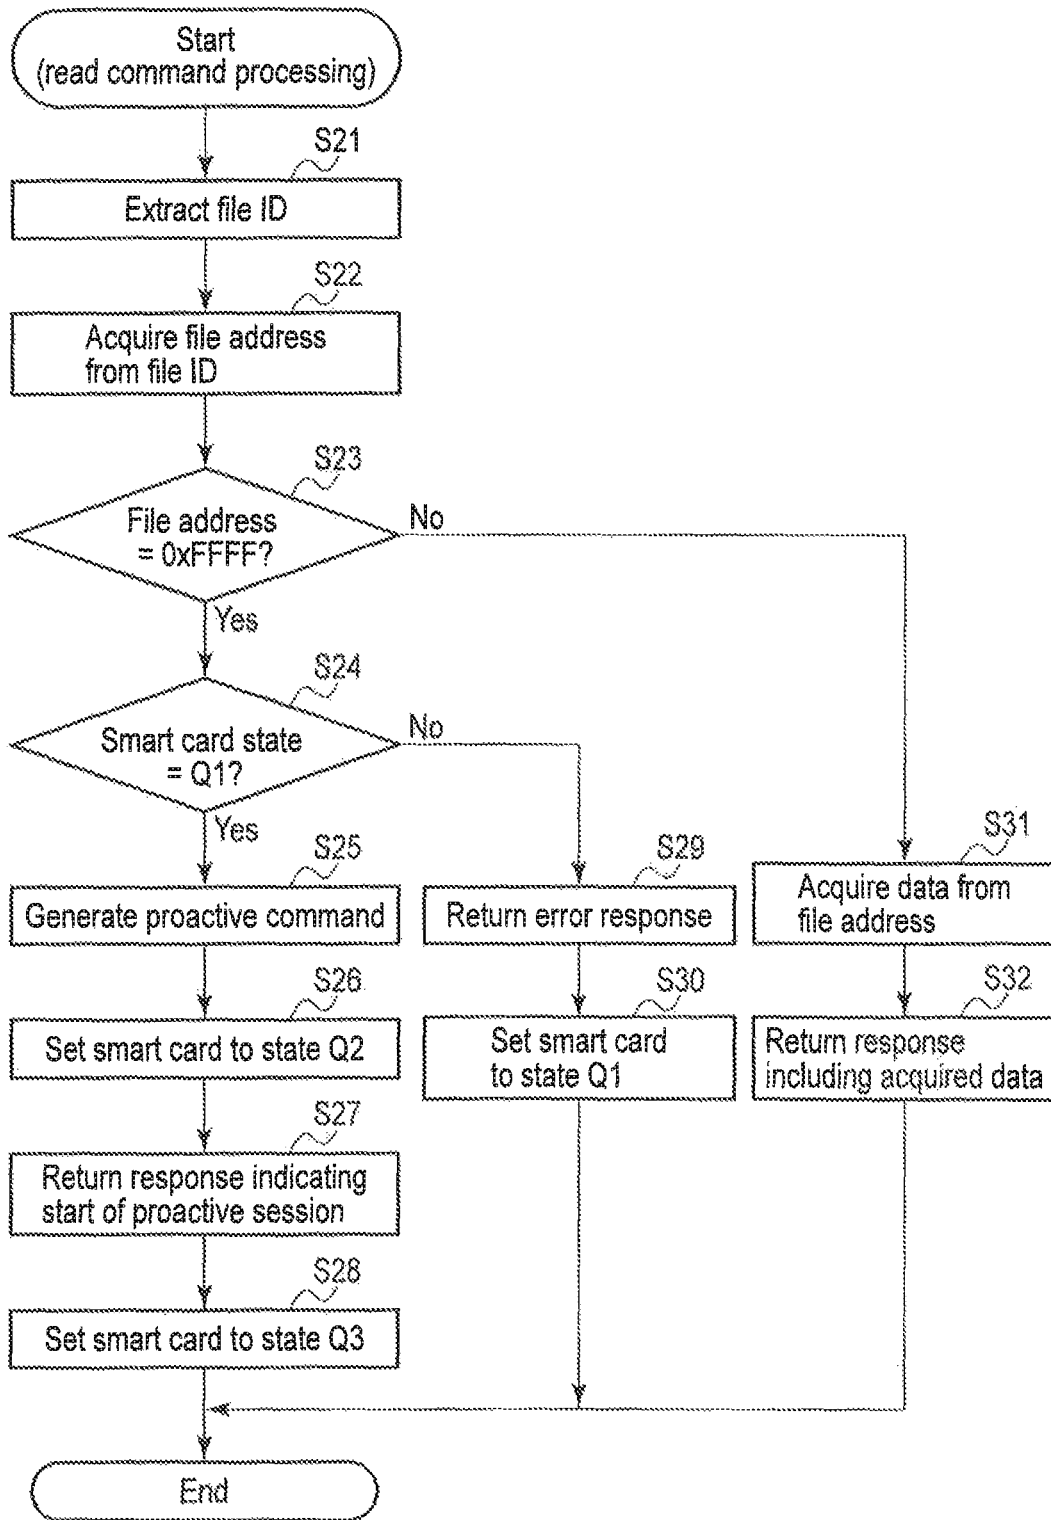 Start
(read command processing)
S21
Extract file ID
S22
Acquire file address
from file ID
S23
File address
= 0xFFFF?
No
Yes
S24
Smart card state
= Q1?
No
Yes
S25
Generate proactive command
S29
Return error response
S31
Acquire data from
file address
S26
Set smart card to state Q2
S30
Set smart card
to state Q1
S32
Return response
including acquired data
S27
Return response indicating
start of proactive session
S28
Set smart card to state Q3
End